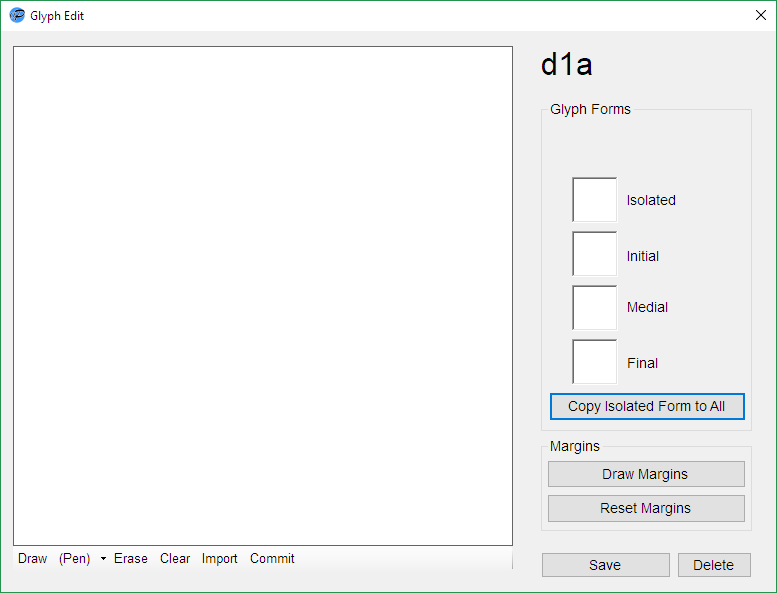 Glyph Edit
d1a
Glyph Forms
Isolated
Initial
Medial
Final
Copy Isolated Form to All
Margins
Draw Margins
Reset Margins
Draw (Pen) Erase Clear Import Commit
Save Delete